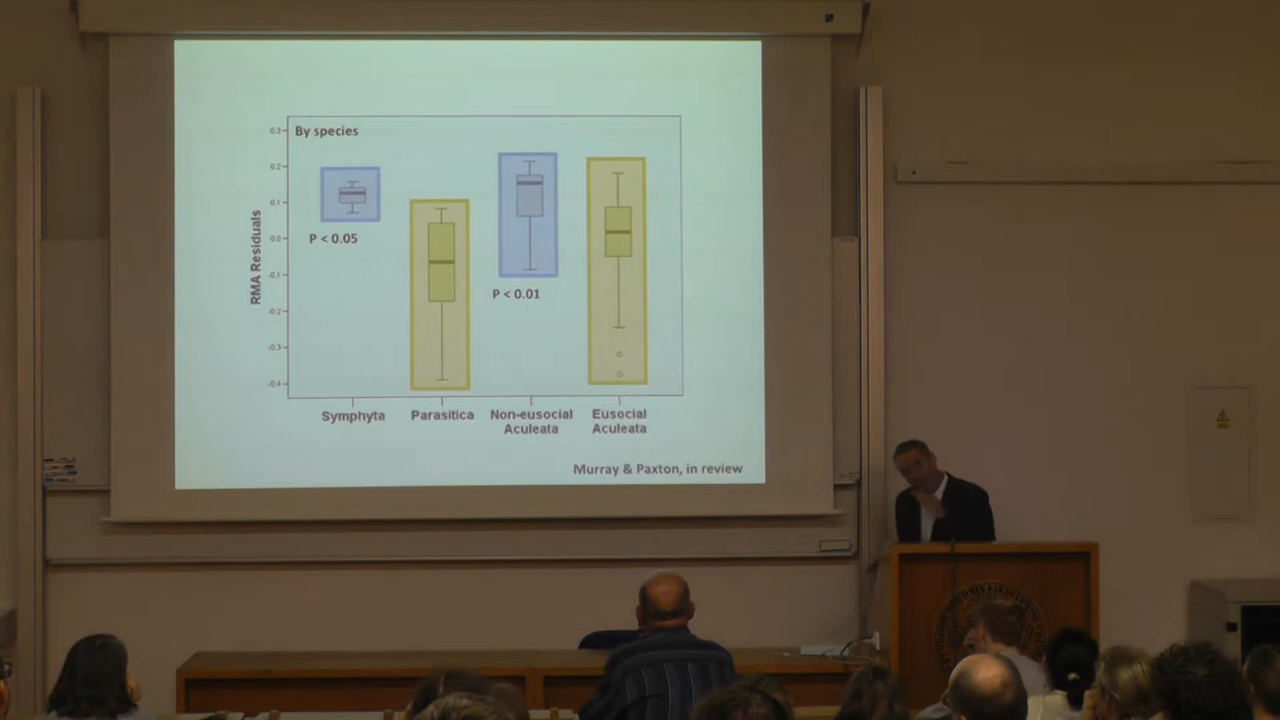 By species
0.3
0.2
0.1
0.0
-0.1
-0.2
-0.3
-0.4
RMA Residuals
P < 0.05
P < 0.01
Symphyta
Parasitica
Non-eusocial
Aculeata
Eusocial
Aculeata
Murray & Paxton, in review